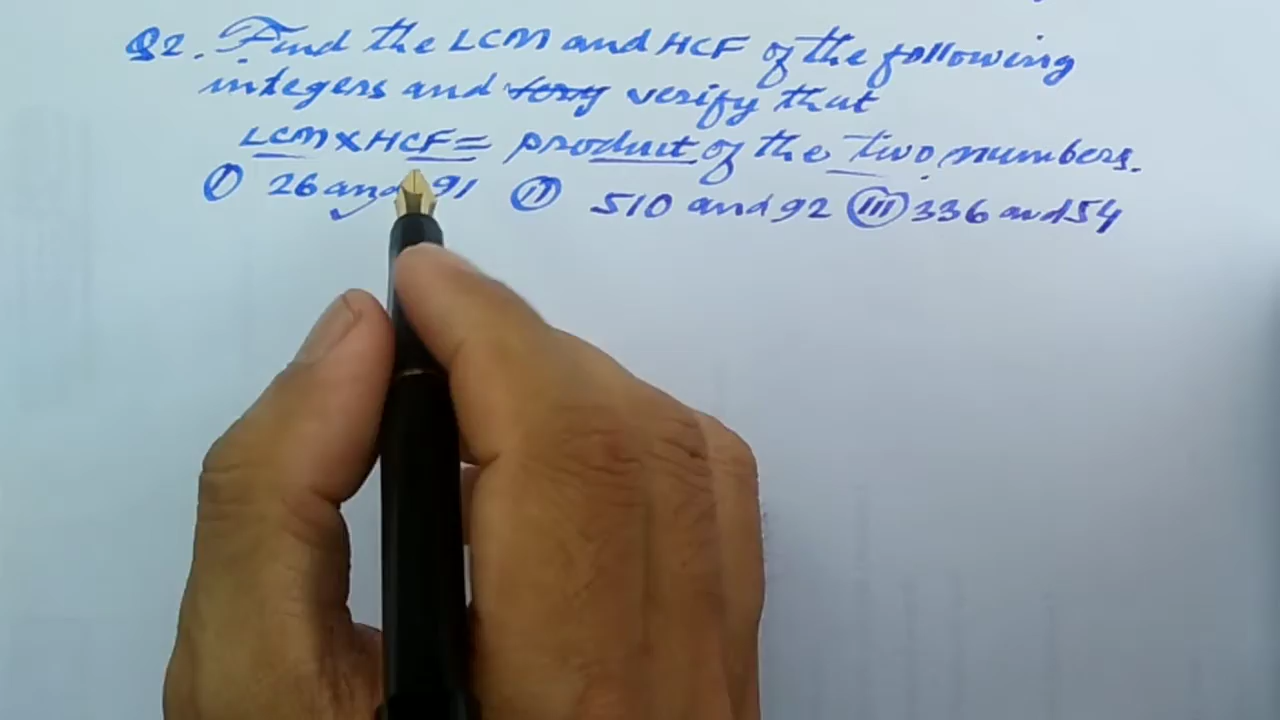 Q2. Find the LCM and HCF of the following
integers and verify that
LCM×HCF= product of the two numbers.
(i) 26 and 91 (ii) 510 and 92 (iii) 336 and 54